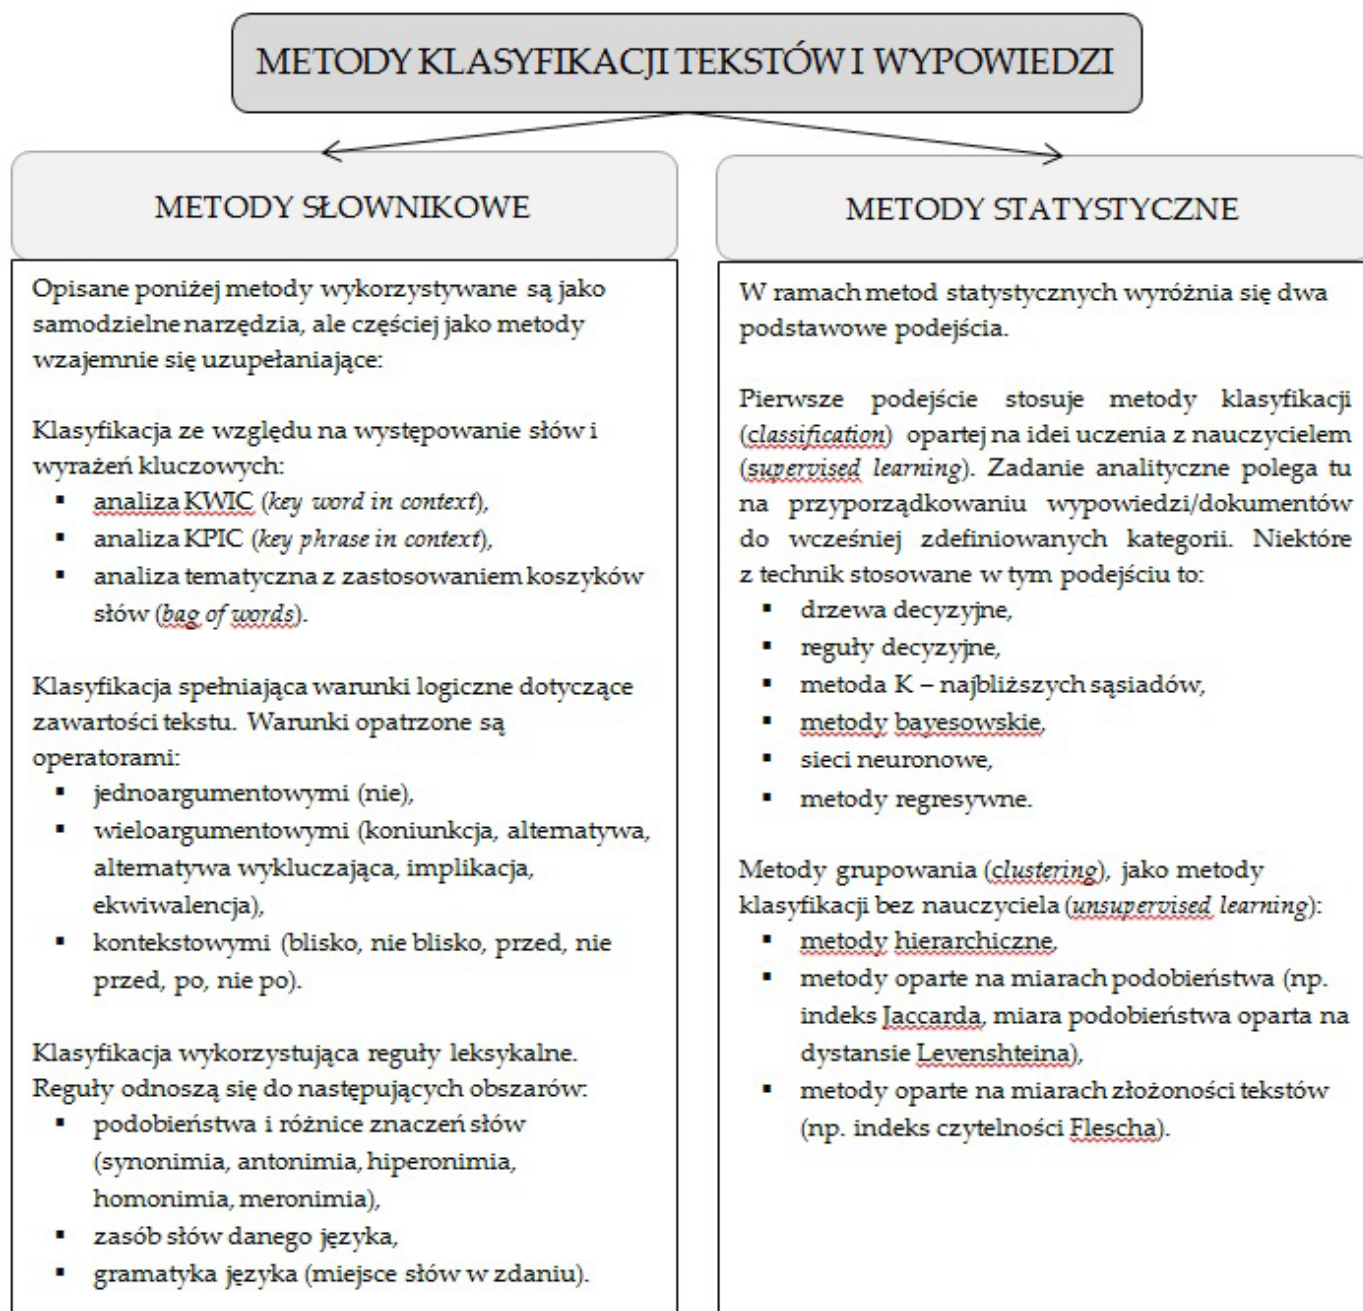 METODY KLASYFIKACJI TEKSTÓW I WYPOWIEDZI
METODY SŁOWNIKOWE
Opisane poniżej metody wykorzystywane są jako
samodzielne narzędzia, ale częściej jako metody
wzajemnie się uzupełaniające:
Klasyfikacja ze względu na występowanie słów i
wyrażeń kluczowych:
▪ analiza KWIC (key word in context),
▪ analiza KPIC (key phrase in context),
▪ analiza tematyczna z zastosowaniem koszyków
słów (bag of words).
Klasyfikacja spełniająca warunki logiczne dotyczące
zawartości tekstu. Warunki opatrzone są
operatorami:
▪ jednoargumentowymi (nie),
▪ wieloargumentowymi (koniunkcja, alternatywa,
alternatywa wykluczająca, implikacja,
ekwiwalencja),
▪ kontekstowymi (blisko, nie blisko, przed, nie
przed, po, nie po).
Klasyfikacja wykorzystująca reguły leksykalne.
Reguły odnoszą się do następujących obszarów:
▪ podobieństwa i różnice znaczeń słów
(synonimia, antonimia, hiperonimia,
homonimia, meronimia),
▪ zasób słów danego języka,
▪ gramatyka języka (miejsce słów w zdaniu).
METODY STATYSTYCZNE
W ramach metod statystycznych wyróżnia się dwa
podstawowe podejścia.
Pierwsze podejście stosuje metody klasyfikacji
(classification) opartej na idei uczenia z nauczycielem
(supervised learning). Zadanie analityczne polega tu
na przyporządkowaniu wypowiedzi/dokumentów
do wcześniej zdefiniowanych kategorii. Niektóre
z technik stosowane w tym podejściu to:
▪ drzewa decyzyjne,
▪ reguły decyzyjne,
▪ metoda K – najbliższych sąsiadów,
▪ metody bayesowskie,
▪ sieci neuronowe,
▪ metody regresywne.
Metody grupowania (clustering), jako metody
klasyfikacji bez nauczyciela (unsupervised learning):
▪ metody hierarchiczne,
▪ metody oparte na miarach podobieństwa (np.
indeks Jaccarda, miara podobieństwa oparta na
dystansie Levenshteina),
▪ metody oparte na miarach złożoności tekstów
(np. indeks czytelności Flescha).